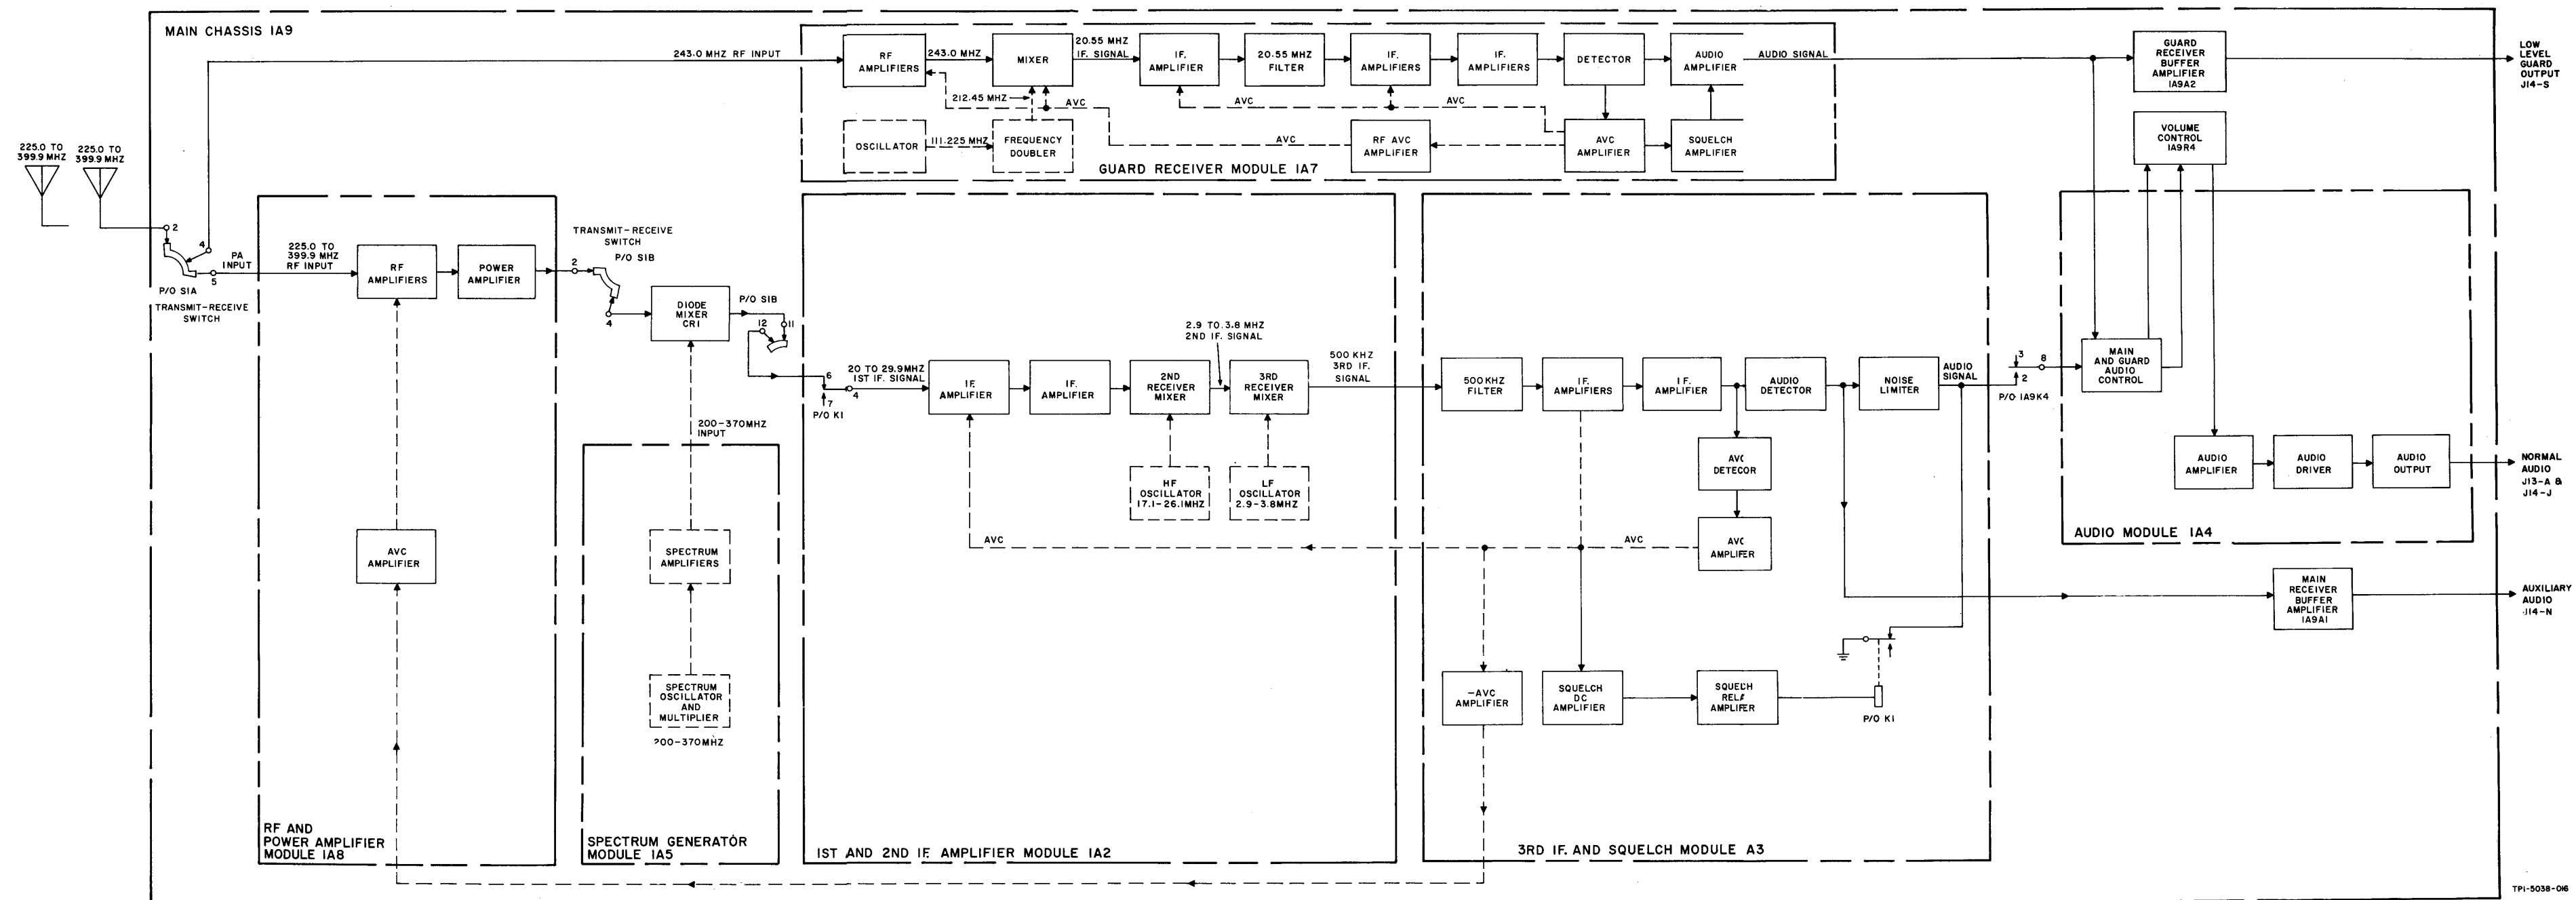 MAIN CHASSIS 1A9
243.0 MHZ RF INPUT
RF
AMPLIFIERS
243.0 MHZ
MIXER
20.55 MHZ
IF. SIGNAL
IF.
AMPLIFIER
20.55 MHZ
FILTER
IF.
AMPLIFIERS
IF.
AMPLIFIERS
DETECTOR
AUDIO
AMPLIFIER
AUDIO SIGNAL
GUARD
RECEIVER
BUFFER
AMPLIFIER
1A9A2
LOW
LEVEL
GUARD
OUTPUT
J14-S
212.45 MHZ
AVC
AVC
AVC
OSCILLATOR
111.225 MHZ
FREQUENCY
DOUBLER
AVC
RF AVC
AMPLIFIER
AVC
AMPLIFIER
SQUELCH
AMPLIFIER
GUARD RECEIVER MODULE 1A7
VOLUME
CONTROL
1A9R4
225.0 TO
399.9 MHZ
225.0 TO
399.9 MHZ
2
4
5
PA
INPUT
P/O S1A
TRANSMIT-RECEIVE
SWITCH
225.0 TO
399.9 MHZ
RF INPUT
RF
AMPLIFIERS
POWER
AMPLIFIER
TRANSMIT-RECEIVE
SWITCH
P/O S1B
2
4
DIODE
MIXER
CR1
P/O S1B
12
11
6
7
4
P/O K1
20 TO 29.9MHZ
1ST IF. SIGNAL
IF.
AMPLIFIER
IF.
AMPLIFIER
2ND
RECEIVER
MIXER
2.9 TO 3.8 MHZ
2ND IF. SIGNAL
3RD
RECEIVER
MIXER
500 KHZ
3RD IF.
SIGNAL
500 KHZ
FILTER
IF.
AMPLIFIERS
IF.
AMPLIFIER
AUDIO
DETECTOR
NOISE
LIMITER
AUDIO
SIGNAL
3
8
2
P/O 1A9K4
MAIN
AND GUARD
AUDIO
CONTROL
200-370MHZ
INPUT
HF
OSCILLATOR
17.1-26.1MHZ
LF
OSCILLATOR
2.9-3.8MHZ
AVC
DETECOR
AUDIO
AMPLIFIER
AUDIO
DRIVER
AUDIO
OUTPUT
NORMAL
AUDIO
J13-A &
J14-J
AUDIO MODULE 1A4
AVC
AMPLIFIER
SPECTRUM
AMPLIFIERS
AVC
AVC
AVC
AMPLIFER
MAIN
RECEIVER
BUFFER
AMPLIFIER
1A9A1
AUXILIARY
AUDIO
J14-N
SPECTRUM
OSCILLATOR
AND
MULTIPLIER
200-370MHZ
-AVC
AMPLIFIER
SQUELCH
DC
AMPLIFIER
SQUELCH
RELA
AMPLIFER
P/O K1
RF AND
POWER AMPLIFIER
MODULE 1A8
SPECTRUM GENERATOR
MODULE 1A5
1ST AND 2ND IF. AMPLIFIER MODULE 1A2
3RD IF. AND SQUELCH MODULE A3
TP1-5038-016